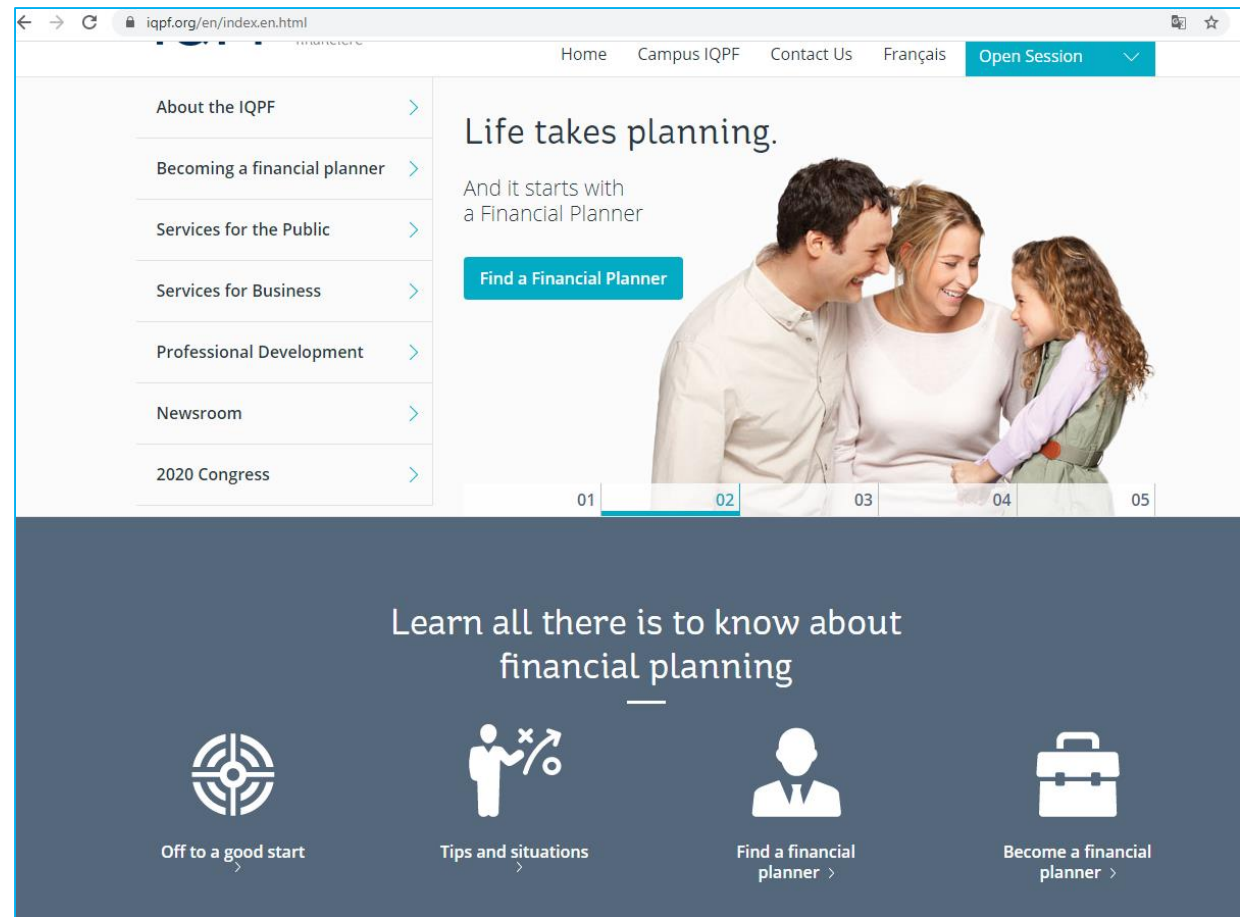 iqpf.org/en/index.en.html
Home Campus IQPF Contact Us Français Open Session
About the IQPF
Becoming a financial planner
Services for the Public
Services for Business
Professional Development
Newsroom
2020 Congress
Life takes planning.
And it starts with
a Financial Planner
Find a Financial Planner
01 02 03 04 05
Learn all there is to know about
financial planning
Off to a good start
Tips and situations
Find a financial
planner
Become a financial
planner